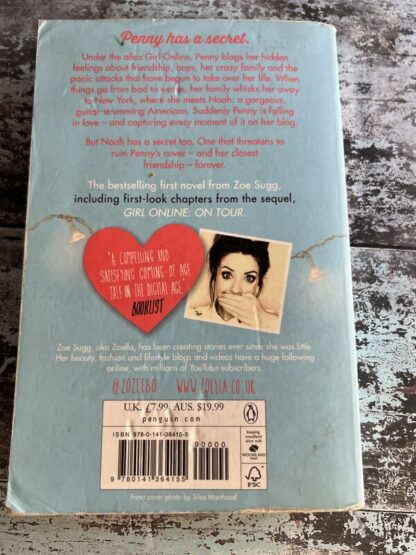 Penny has a secret.
Under the alias Girl Online, Penny blogs her hidden
feelings about friendship, boys, her crazy family and the
panic attacks that have begun to take over her life. When
things go from bad to worse, her family whisks her away
to New York, where she meets Noah: a gorgeous,
guitar-strumming American. Suddenly Penny is falling
in love – and capturing every moment of it on her blog.
But Noah has a secret too. One that threatens to
ruin Penny's cover – and her closest
friendship – forever.
The bestselling first novel from Zoe Sugg,
including first-look chapters from the sequel,
GIRL ONLINE: ON TOUR.
"A COMPELLING AND
SATISFYING COMING OF AGE
TALE IN THE DIGITAL AGE."
BOOKLIST
Zoe Sugg, aka Zoella, has been creating stories ever since she was little.
Her beauty, fashion and lifestyle blogs and videos have a huge following
online, with millions of YouTube subscribers.
@ZOZEEBO WWW.ZOELLA.CO.UK
U.K. £7.99 AUS. $19.99
penguin.com
ISBN 978-0-141-36415-5
90000
9 780141 364155
Keeping
woodland
alive with
WOODLAND
TRUST
FSC
Front cover photo by Silas Manhood